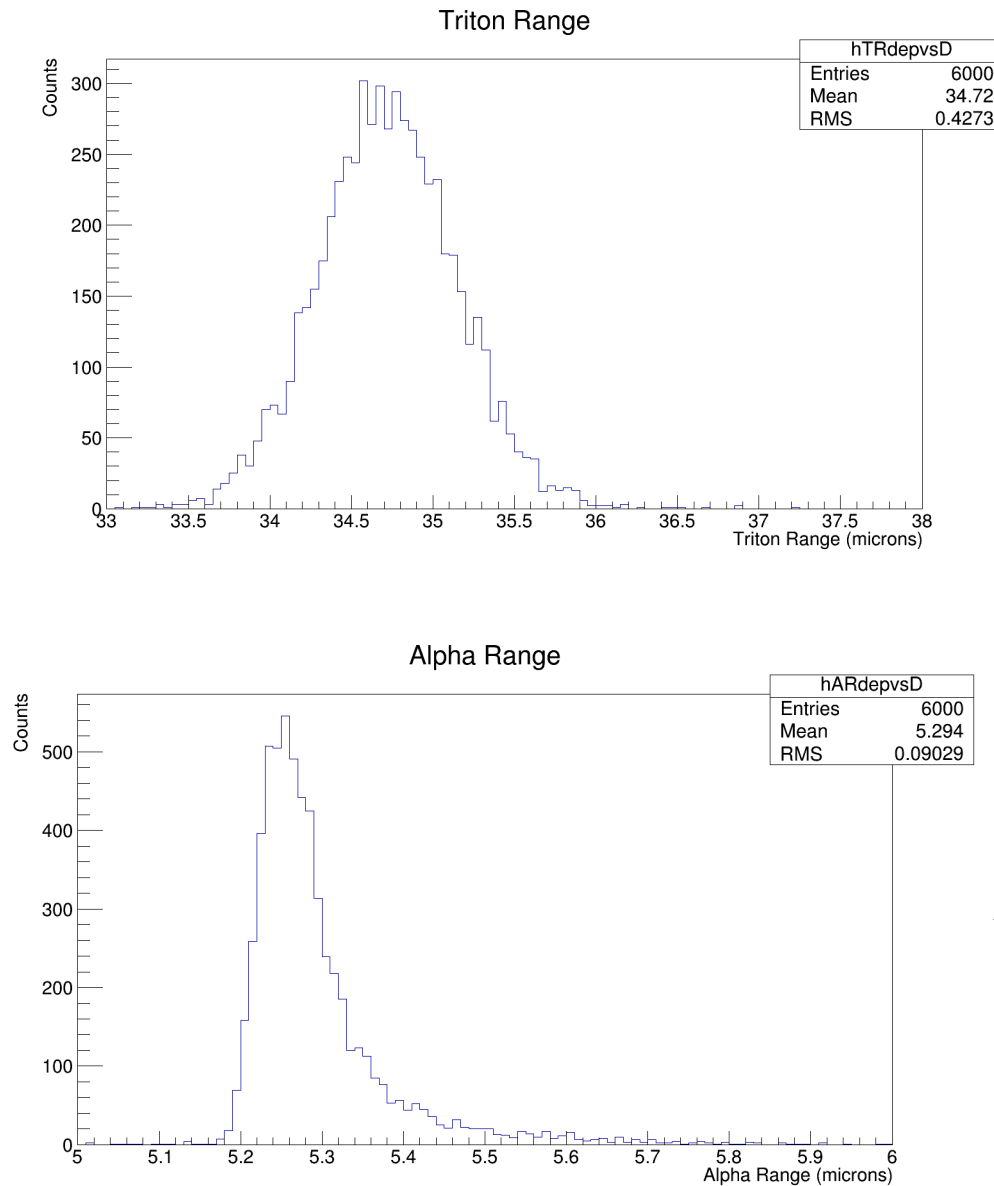 Triton Range
hTRdepvsD
Entries 6000
Mean 34.72
RMS 0.4273
Counts
300
250
200
150
100
50
0
33 33.5 34 34.5 35 35.5 36 36.5 37 37.5 38
Triton Range (microns)
Alpha Range
hARdepvsD
Entries 6000
Mean 5.294
RMS 0.09029
Counts
500
400
300
200
100
0
5 5.1 5.2 5.3 5.4 5.5 5.6 5.7 5.8 5.9 6
Alpha Range (microns)